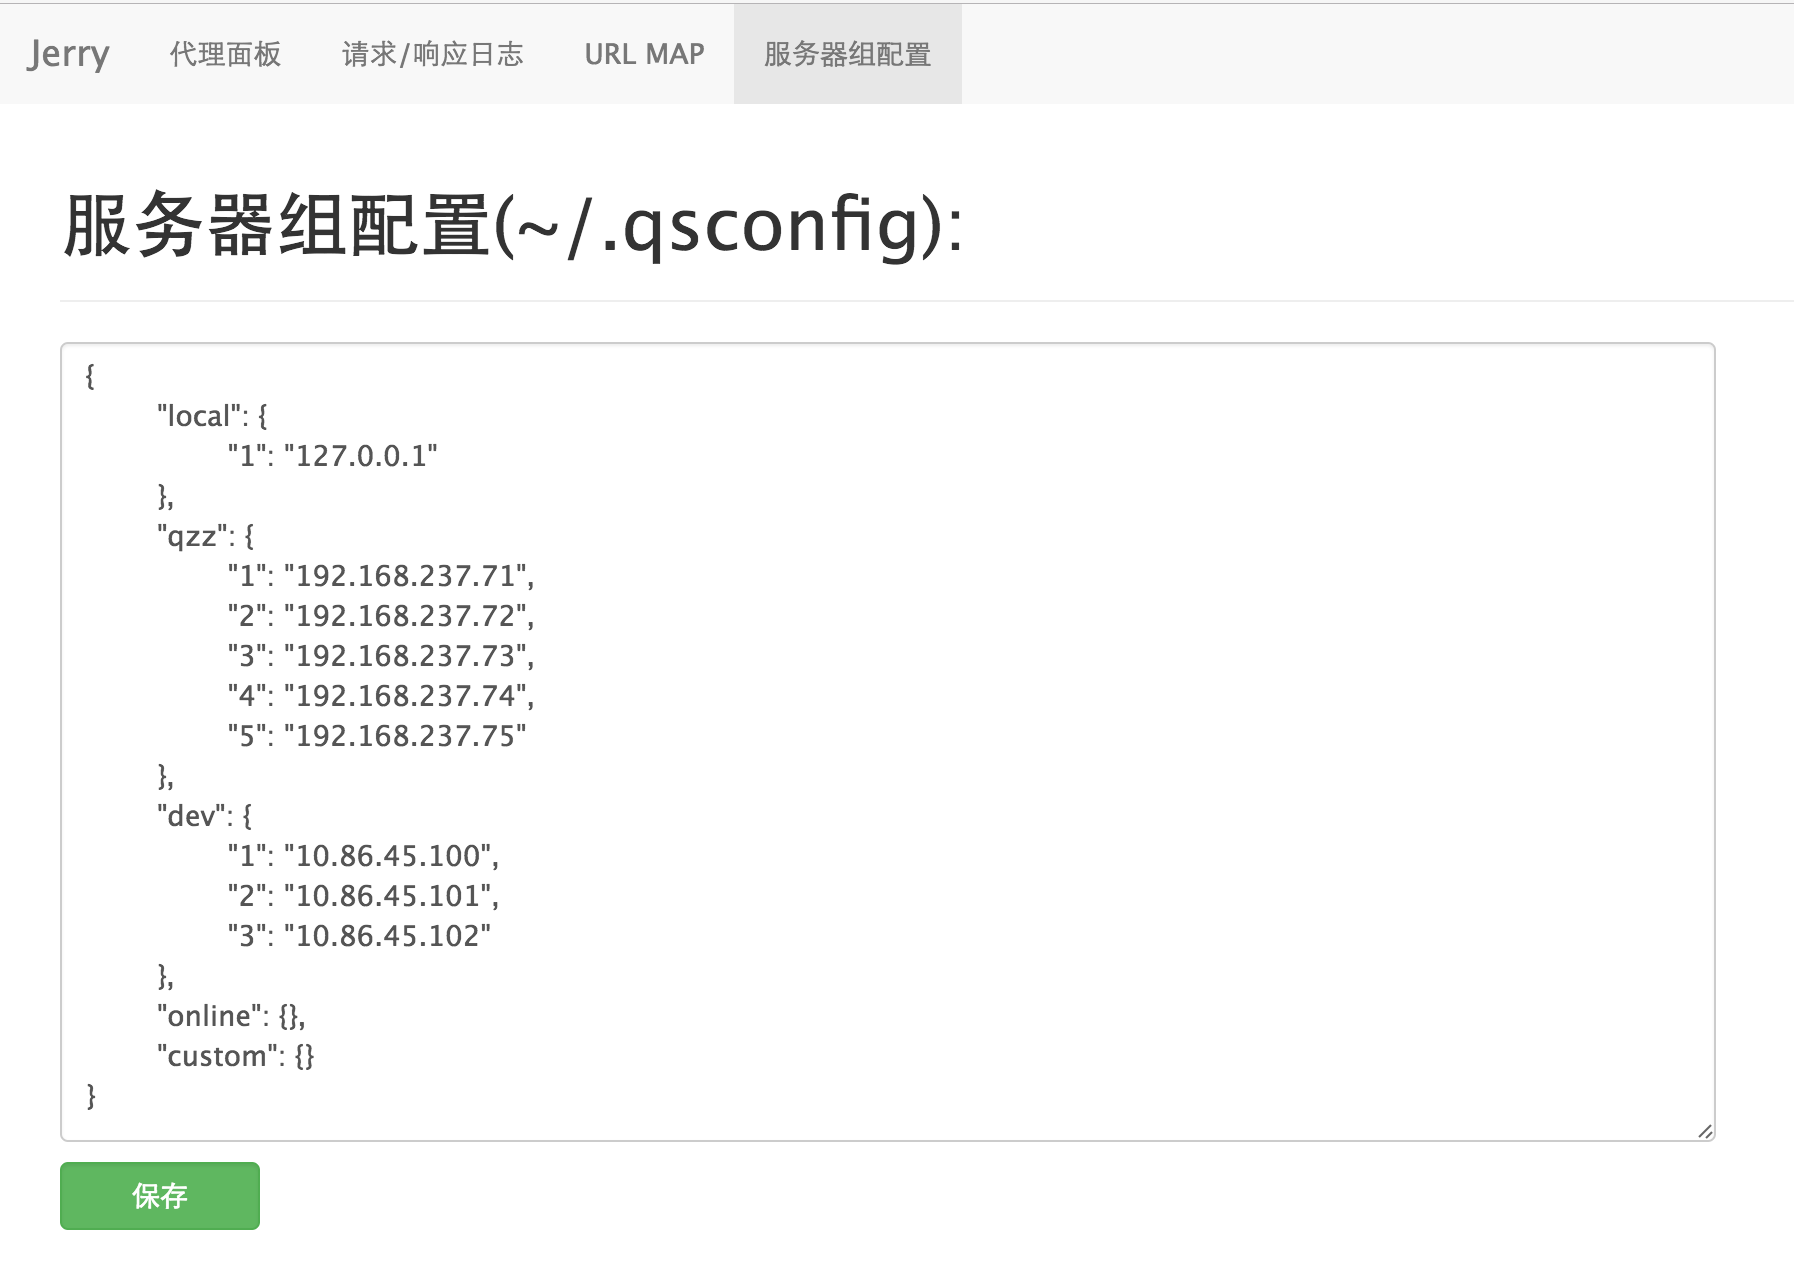 Jerry 代理面板 请求/响应日志 URL MAP 服务器组配置
服务器组配置(~/.qsconfig):
{
"local": {
"1": "127.0.0.1"
},
"qzz": {
"1": "192.168.237.71",
"2": "192.168.237.72",
"3": "192.168.237.73",
"4": "192.168.237.74",
"5": "192.168.237.75"
},
"dev": {
"1": "10.86.45.100",
"2": "10.86.45.101",
"3": "10.86.45.102"
},
"online": {},
"custom": {}
}
保存